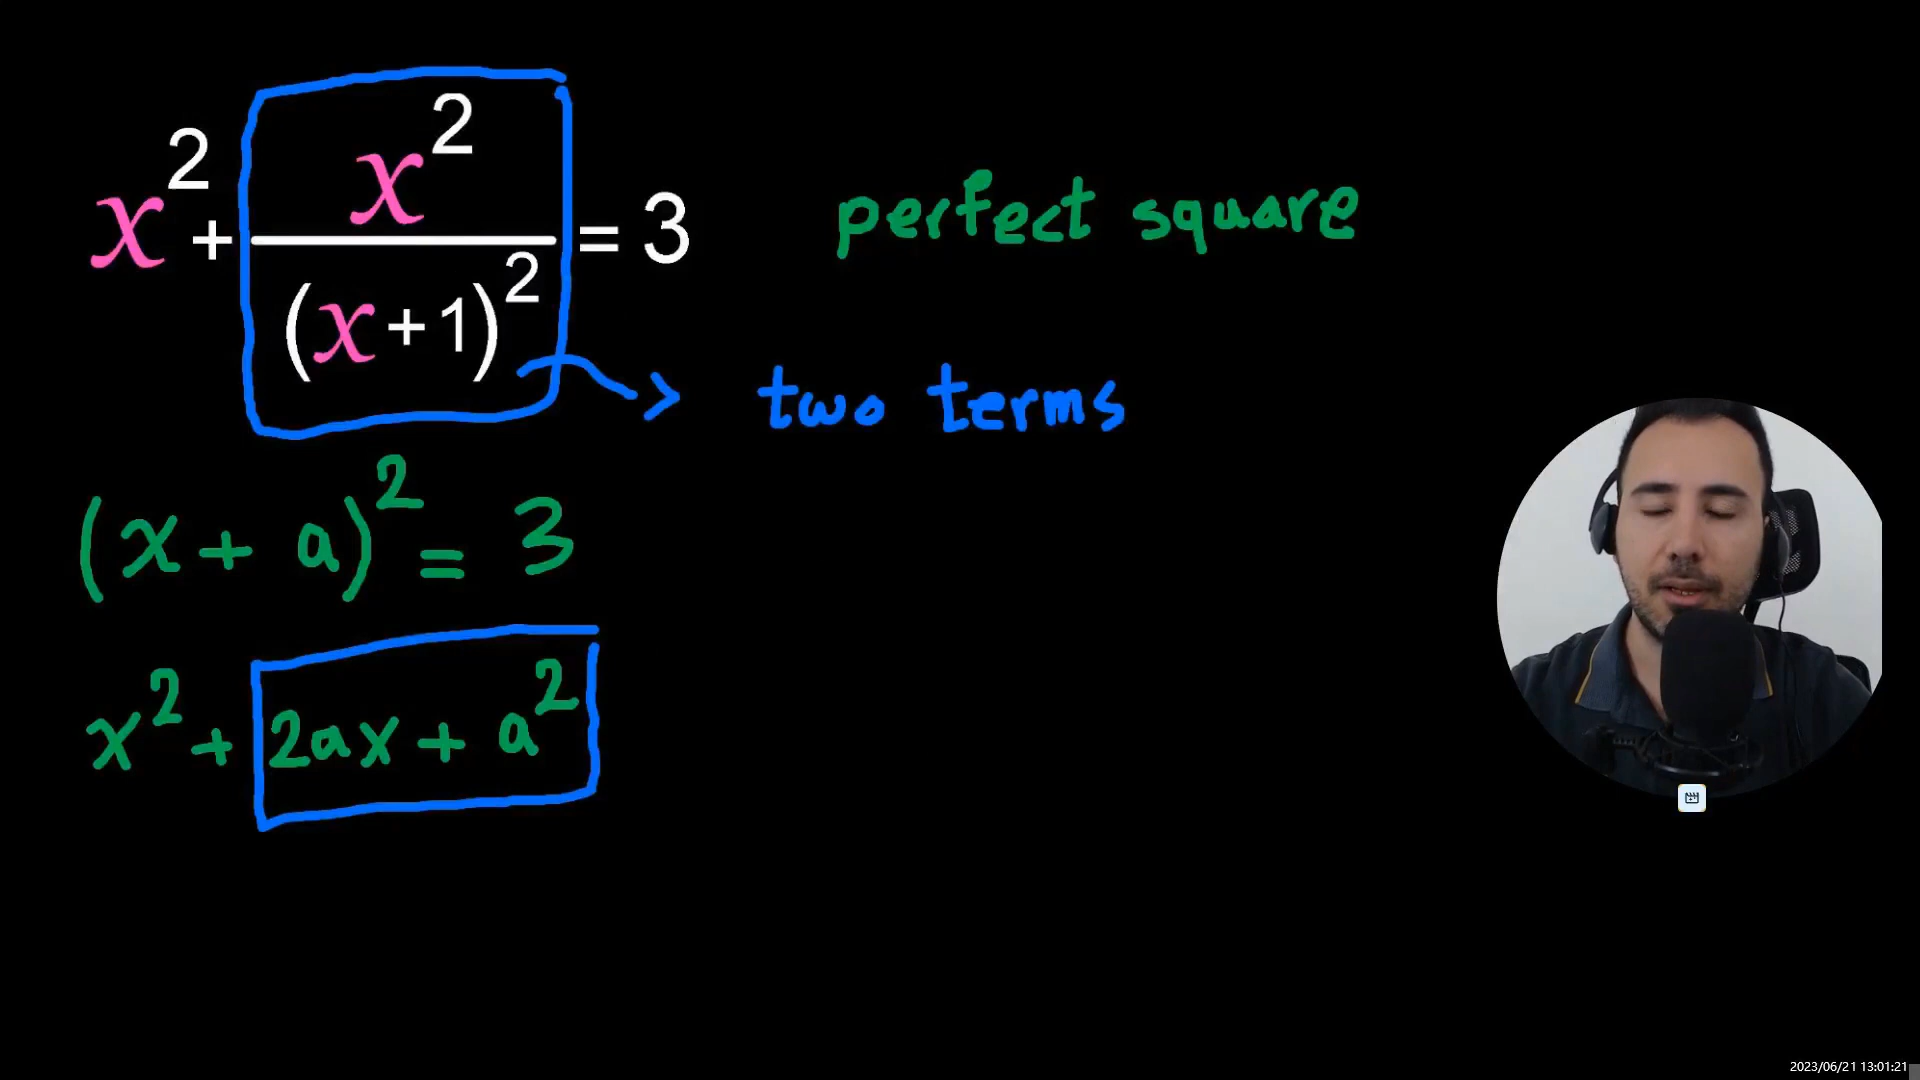 x² + x²/(x+1)² = 3
perfect square
two terms
(x + a)² = 3
x² + 2ax + a²
2023/06/21 13:01:21